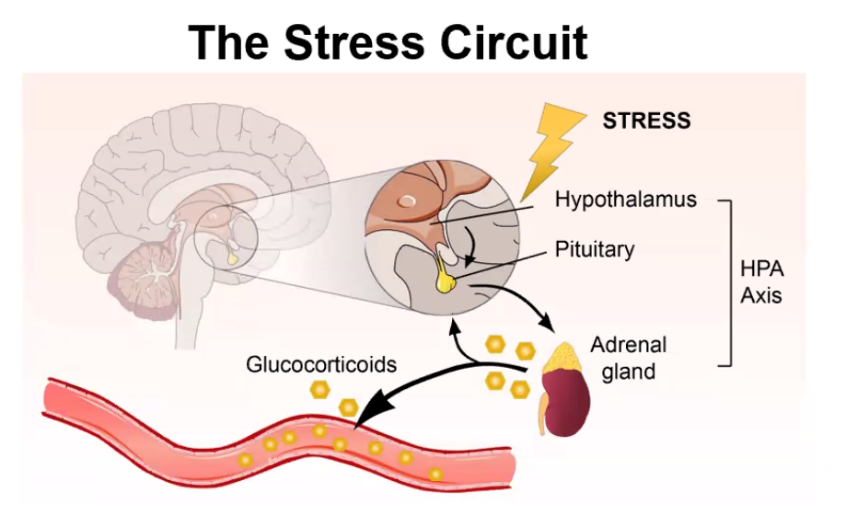 The Stress Circuit
STRESS
Hypothalamus
Pituitary
HPA
Axis
Adrenal
gland
Glucocorticoids